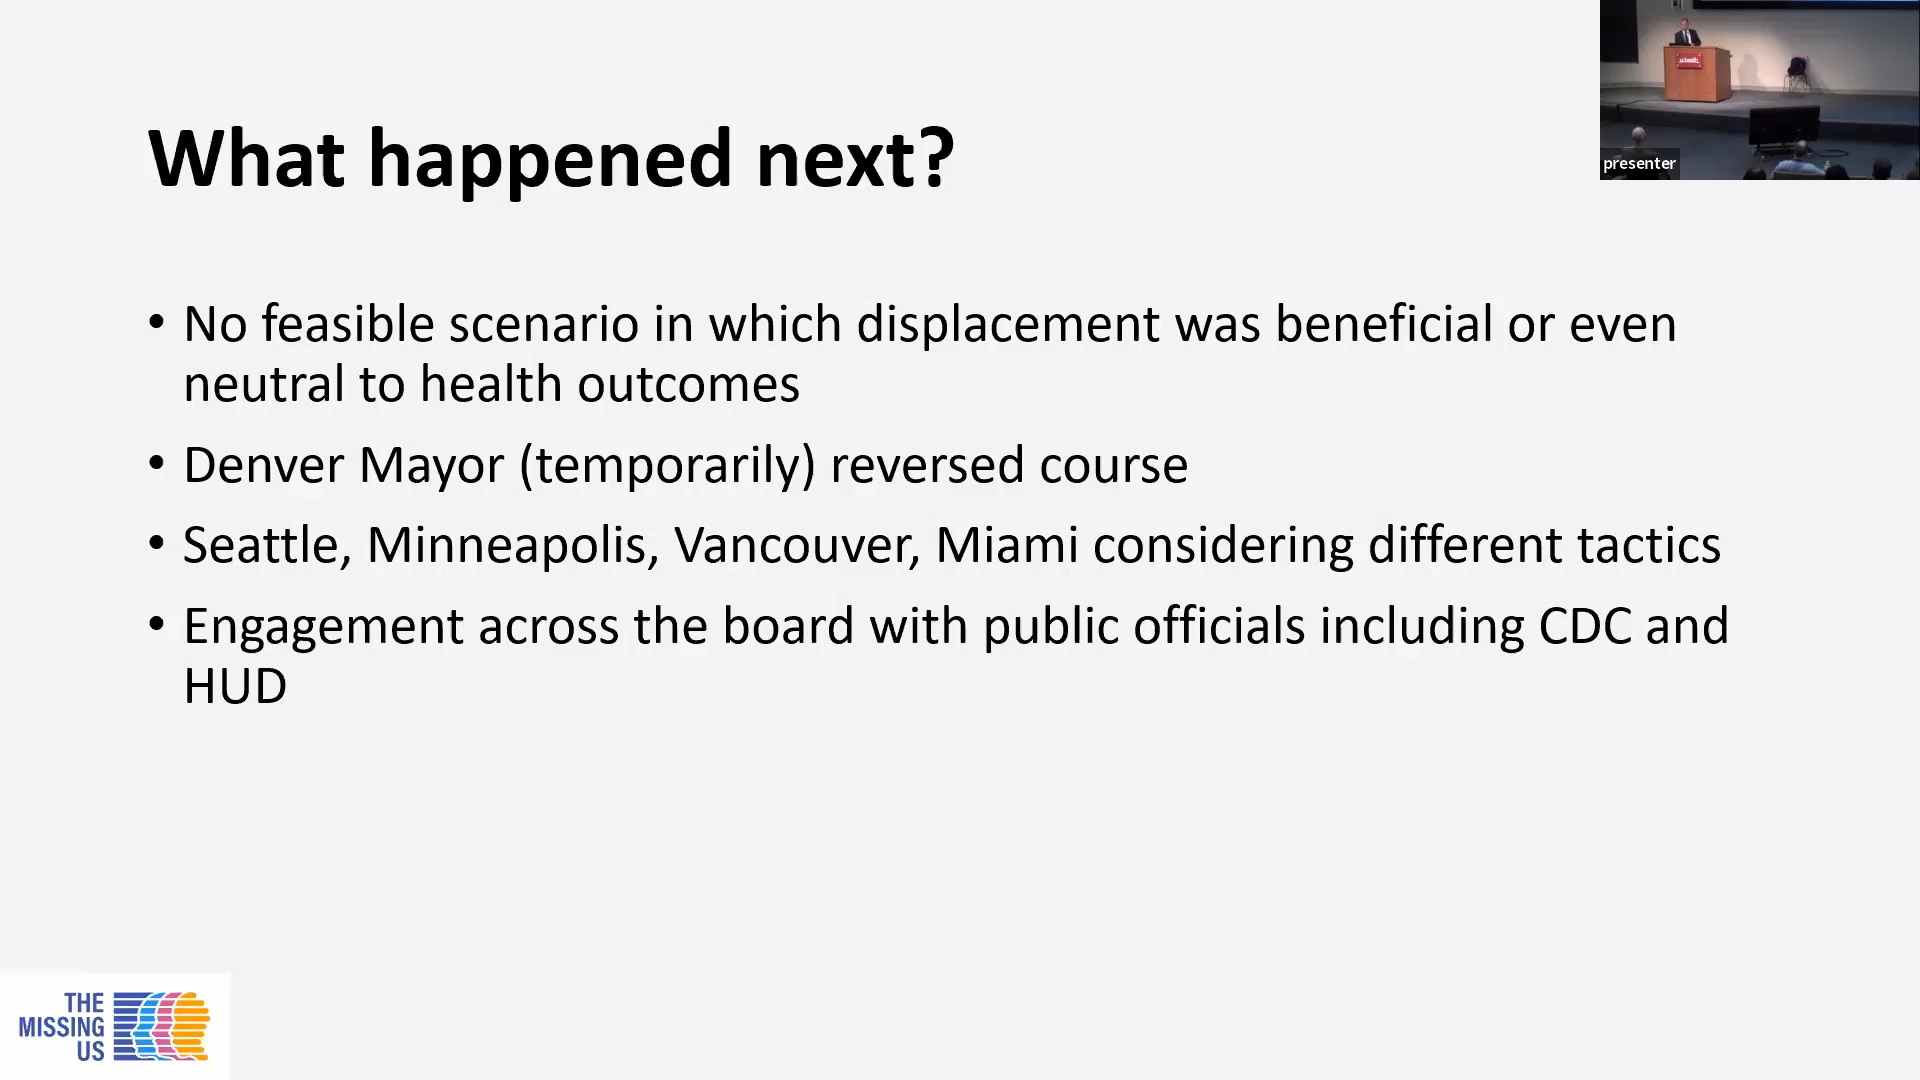 What happened next?
• No feasible scenario in which displacement was beneficial or even
neutral to health outcomes
• Denver Mayor (temporarily) reversed course
• Seattle, Minneapolis, Vancouver, Miami considering different tactics
• Engagement across the board with public officials including CDC and
HUD
presenter
THE
MISSING
US